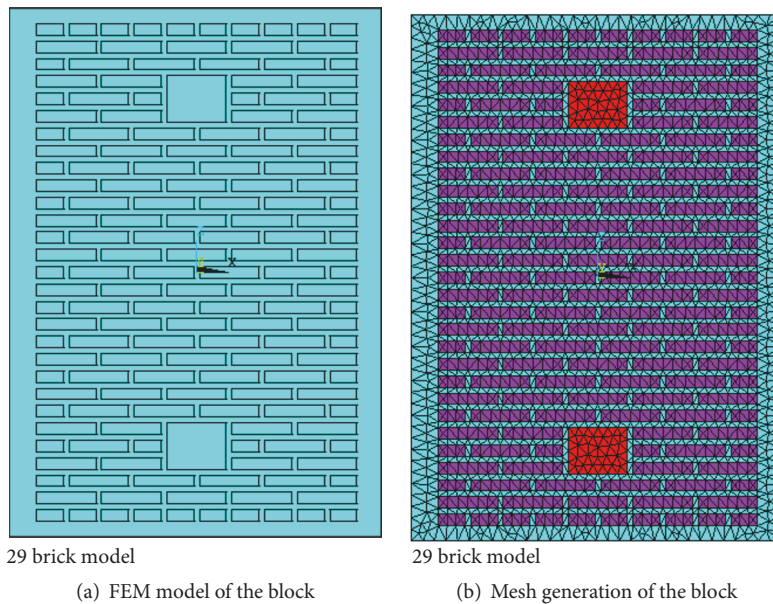 X
X
29 brick model
29 brick model
(a) FEM model of the block
(b) Mesh generation of the block